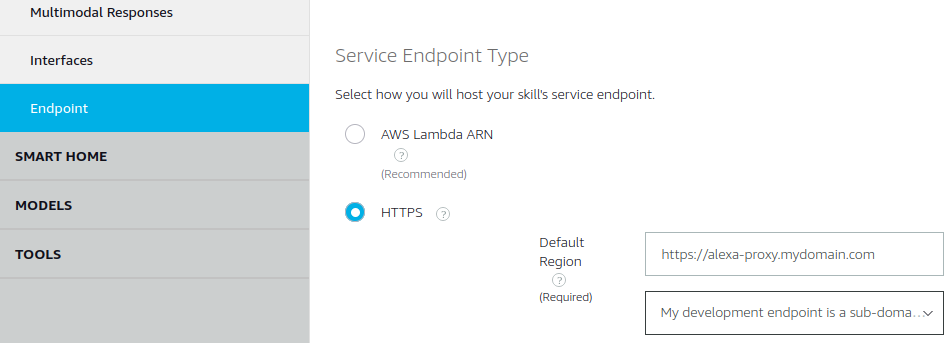 Multimodal Responses
Interfaces
Endpoint
SMART HOME
MODELS
TOOLS
Service Endpoint Type
Select how you will host your skill's service endpoint.
AWS Lambda ARN
?
(Recommended)
HTTPS ?
Default
Region
?
(Required)
https://alexa-proxy.mydomain.com
My development endpoint is a sub-doma...